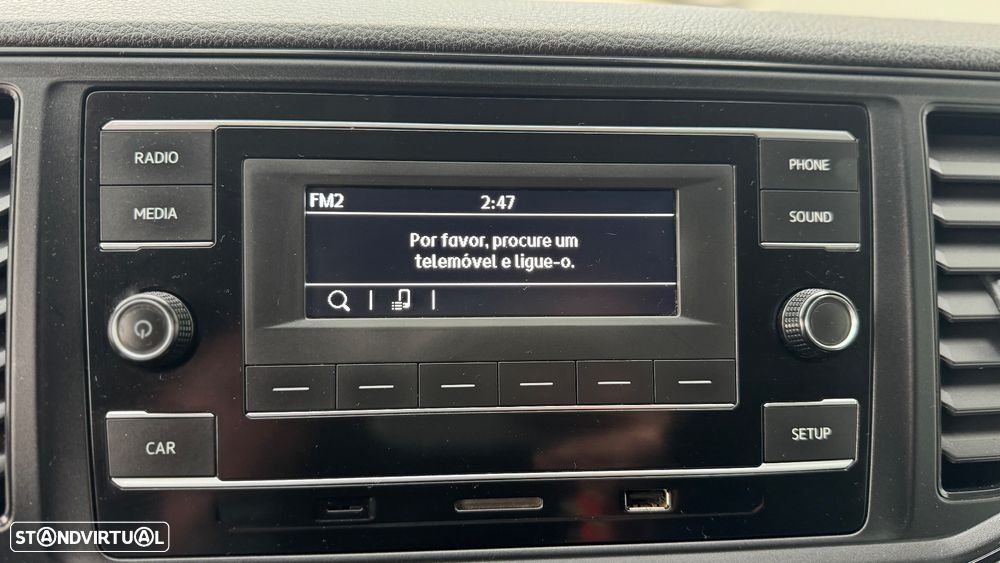 RADIO
MEDIA
FM2 2:47
Por favor, procure um
telemóvel e ligue-o.
PHONE
SOUND
CAR
SETUP
STANDVIRTUAL